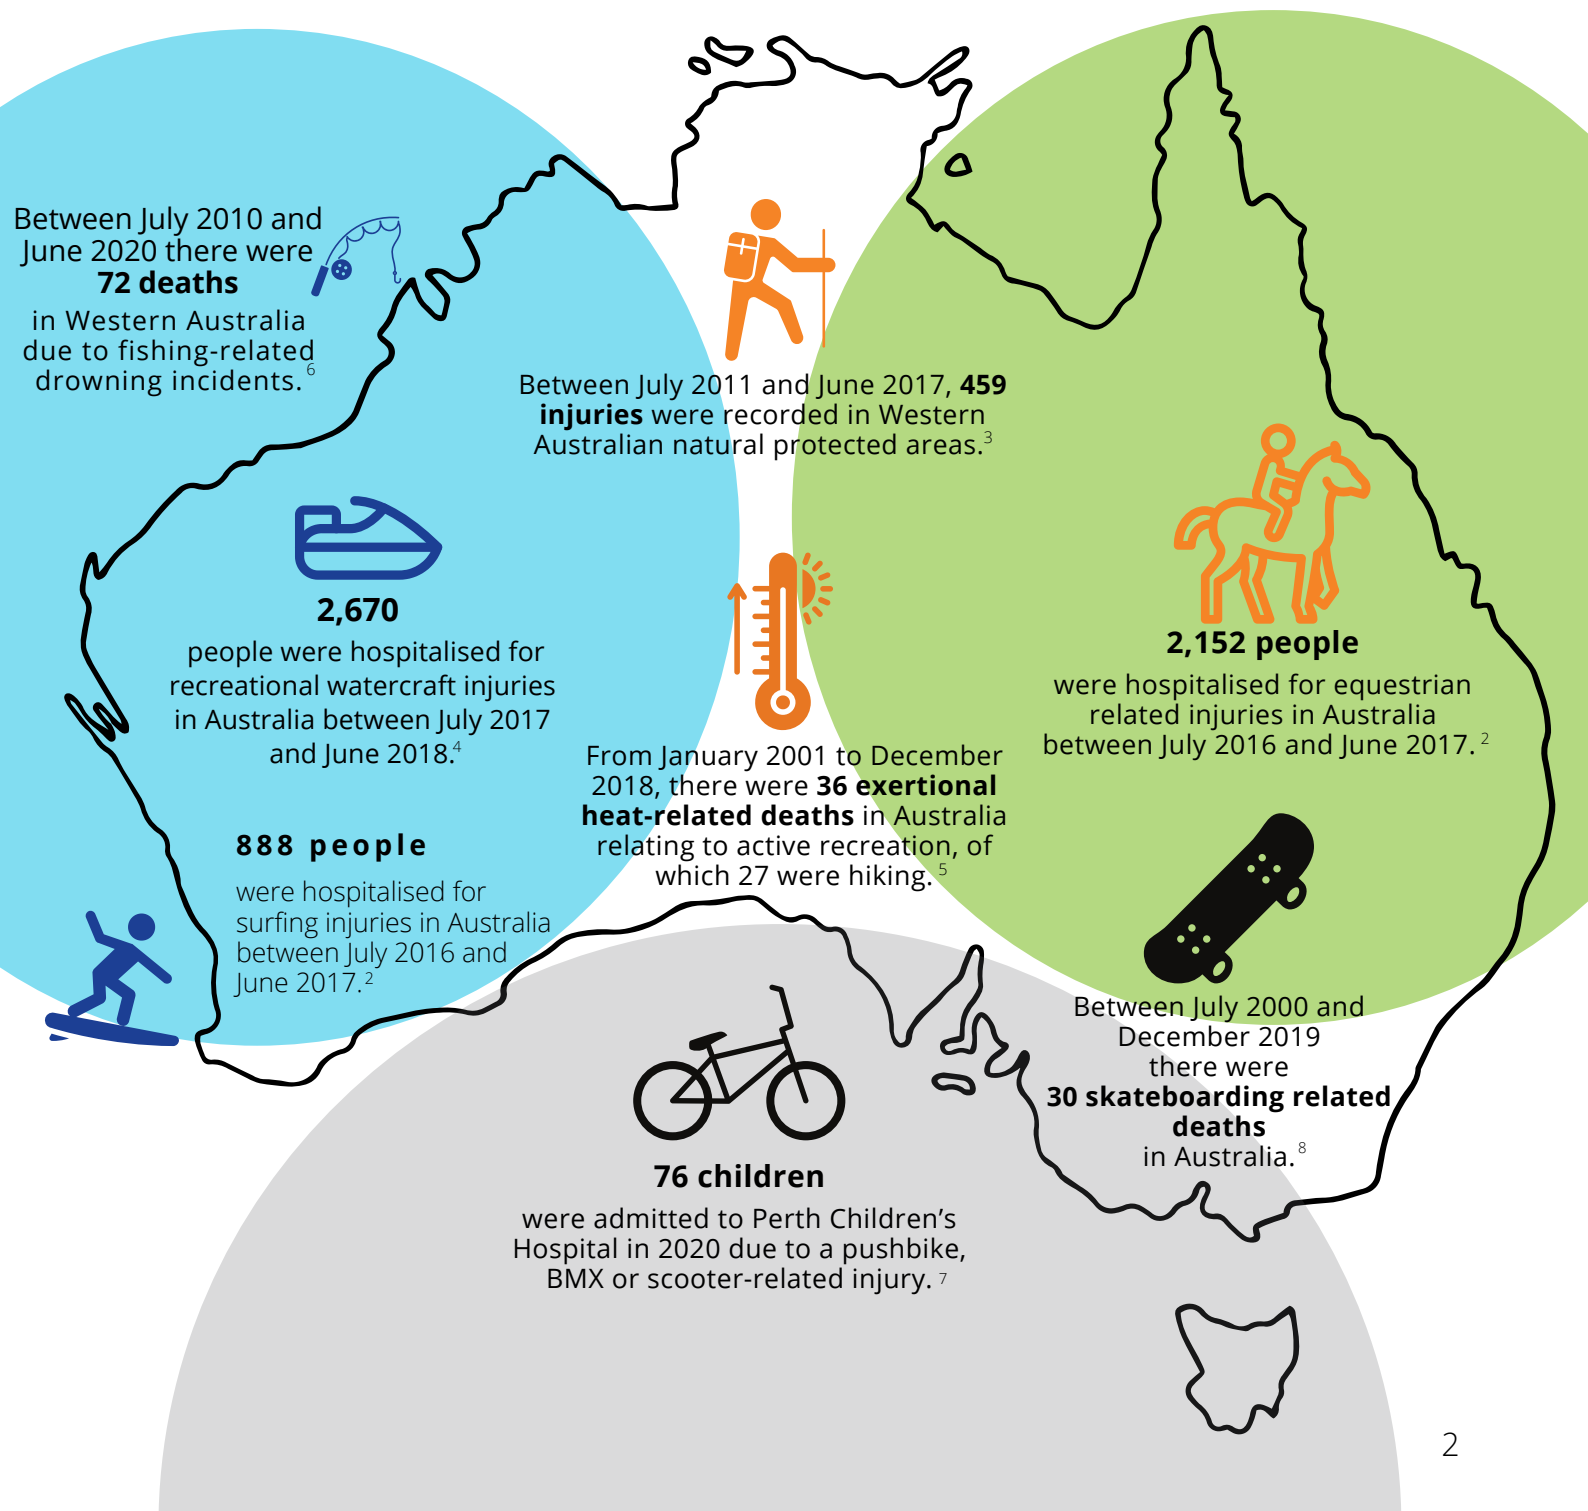 Between July 2010 and
June 2020 there were
72 deaths
in Western Australia
due to fishing-related
drowning incidents. 6
Between July 2011 and June 2017, 459
injuries were recorded in Western
Australian natural protected areas. 3
2,670
people were hospitalised for
recreational watercraft injuries
in Australia between July 2017
and June 2018. 4
2,152 people
were hospitalised for equestrian
related injuries in Australia
between July 2016 and June 2017. 2
From January 2001 to December
2018, there were 36 exertional
heat-related deaths in Australia
relating to active recreation, of
which 27 were hiking. 5
888 people
were hospitalised for
surfing injuries in Australia
between July 2016 and
June 2017. 2
Between July 2000 and
December 2019
there were
30 skateboarding related
deaths
in Australia. 8
76 children
were admitted to Perth Children’s
Hospital in 2020 due to a pushbike,
BMX or scooter-related injury. 7
2